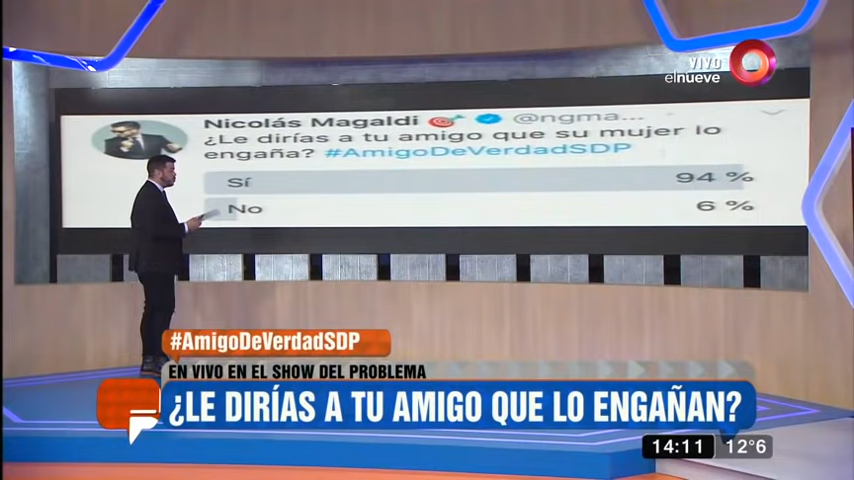 VIVO
elnueve
Nicolás Magaldi @ngma...
¿Le dirías a tu amigo que su mujer lo
engaña? #AmigoDeVerdadSDP
Sí 94 %
No 6 %
#AmigoDeVerdadSDP
EN VIVO EN EL SHOW DEL PROBLEMA
¿LE DIRÍAS A TU AMIGO QUE LO ENGAÑAN?
14:11 12°6